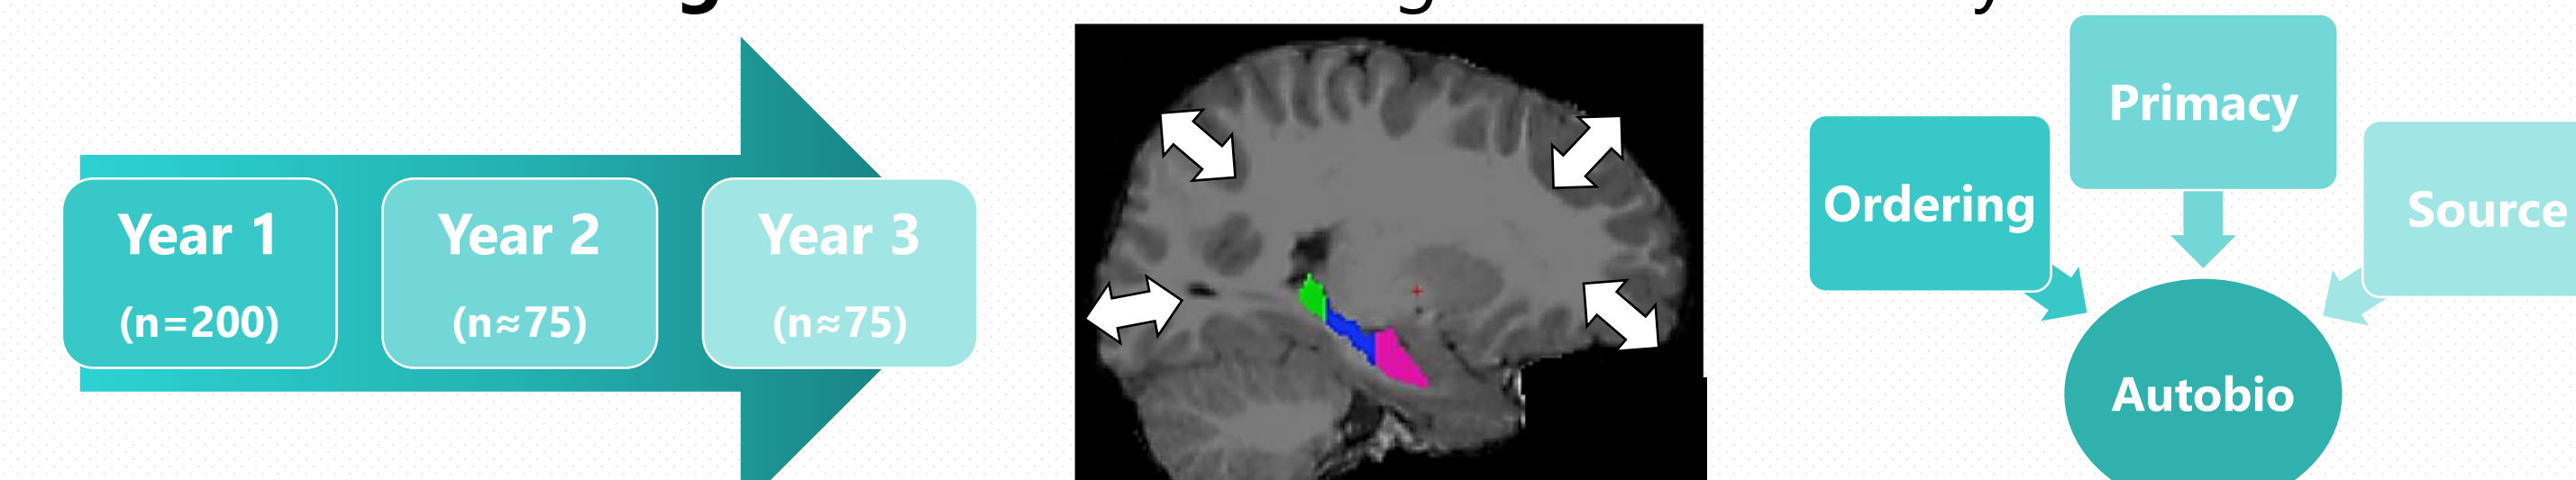 Year 1
(n=200)
Year 2
(n≈75)
Year 3
(n≈75)
Ordering
Primacy
Source
Autobio